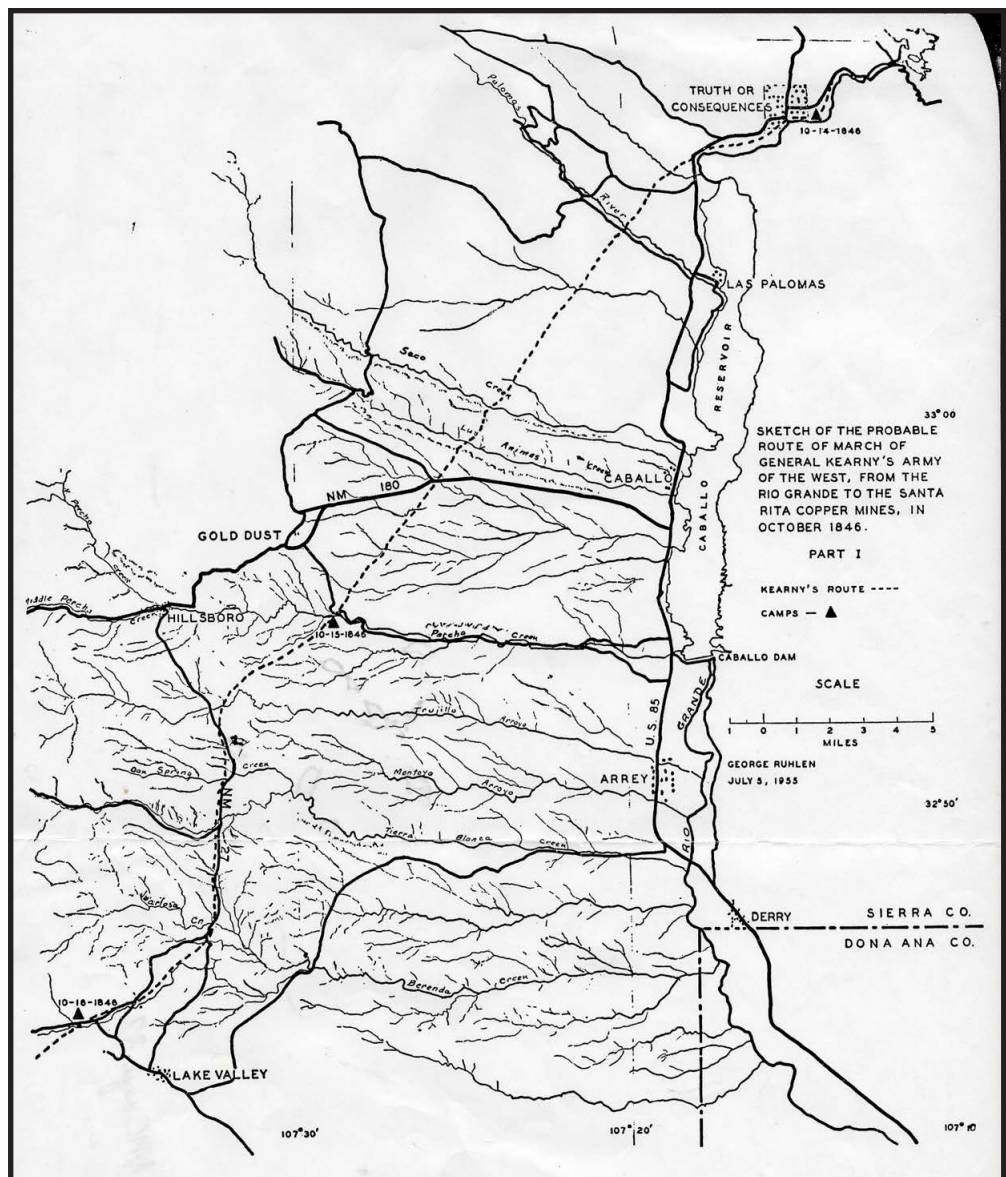 Palomas
River
TRUTH OR
CONSEQUENCES
10-14-1846
LAS PALOMAS
RESERVOIR
CABALLO
33°00
SKETCH OF THE PROBABLE
ROUTE OF MARCH OF
GENERAL KEARNY'S ARMY
OF THE WEST, FROM THE
RIO GRANDE TO THE SANTA
RITA COPPER MINES, IN
OCTOBER 1846.
PART I
KEARNY'S ROUTE ----
CAMPS — ▲
Seco
Creek
Las Animas Creek
CABALLO
NM 180
GOLD DUST
Percha
Creek
Middle Percha
Creek
HILLSBORO
10-15-1846
Percha Creek
CABALLO DAM
SCALE
1 0 1 2 5
MILES
GEORGE RUHLEN
JULY 5, 1955
RIO
GRANDE
U.S. 85
Trujillo
Arroyo
ARREY
Montoya
Arroyo
Oak Spring
Creek
NM 27
32°50'
Tierra Blanca
Creek
Cr.
DERRY
SIERRA CO.
DONA ANA CO.
Berenda Creek
10-16-1846
LAKE VALLEY
107°30'
107°20'
107°10